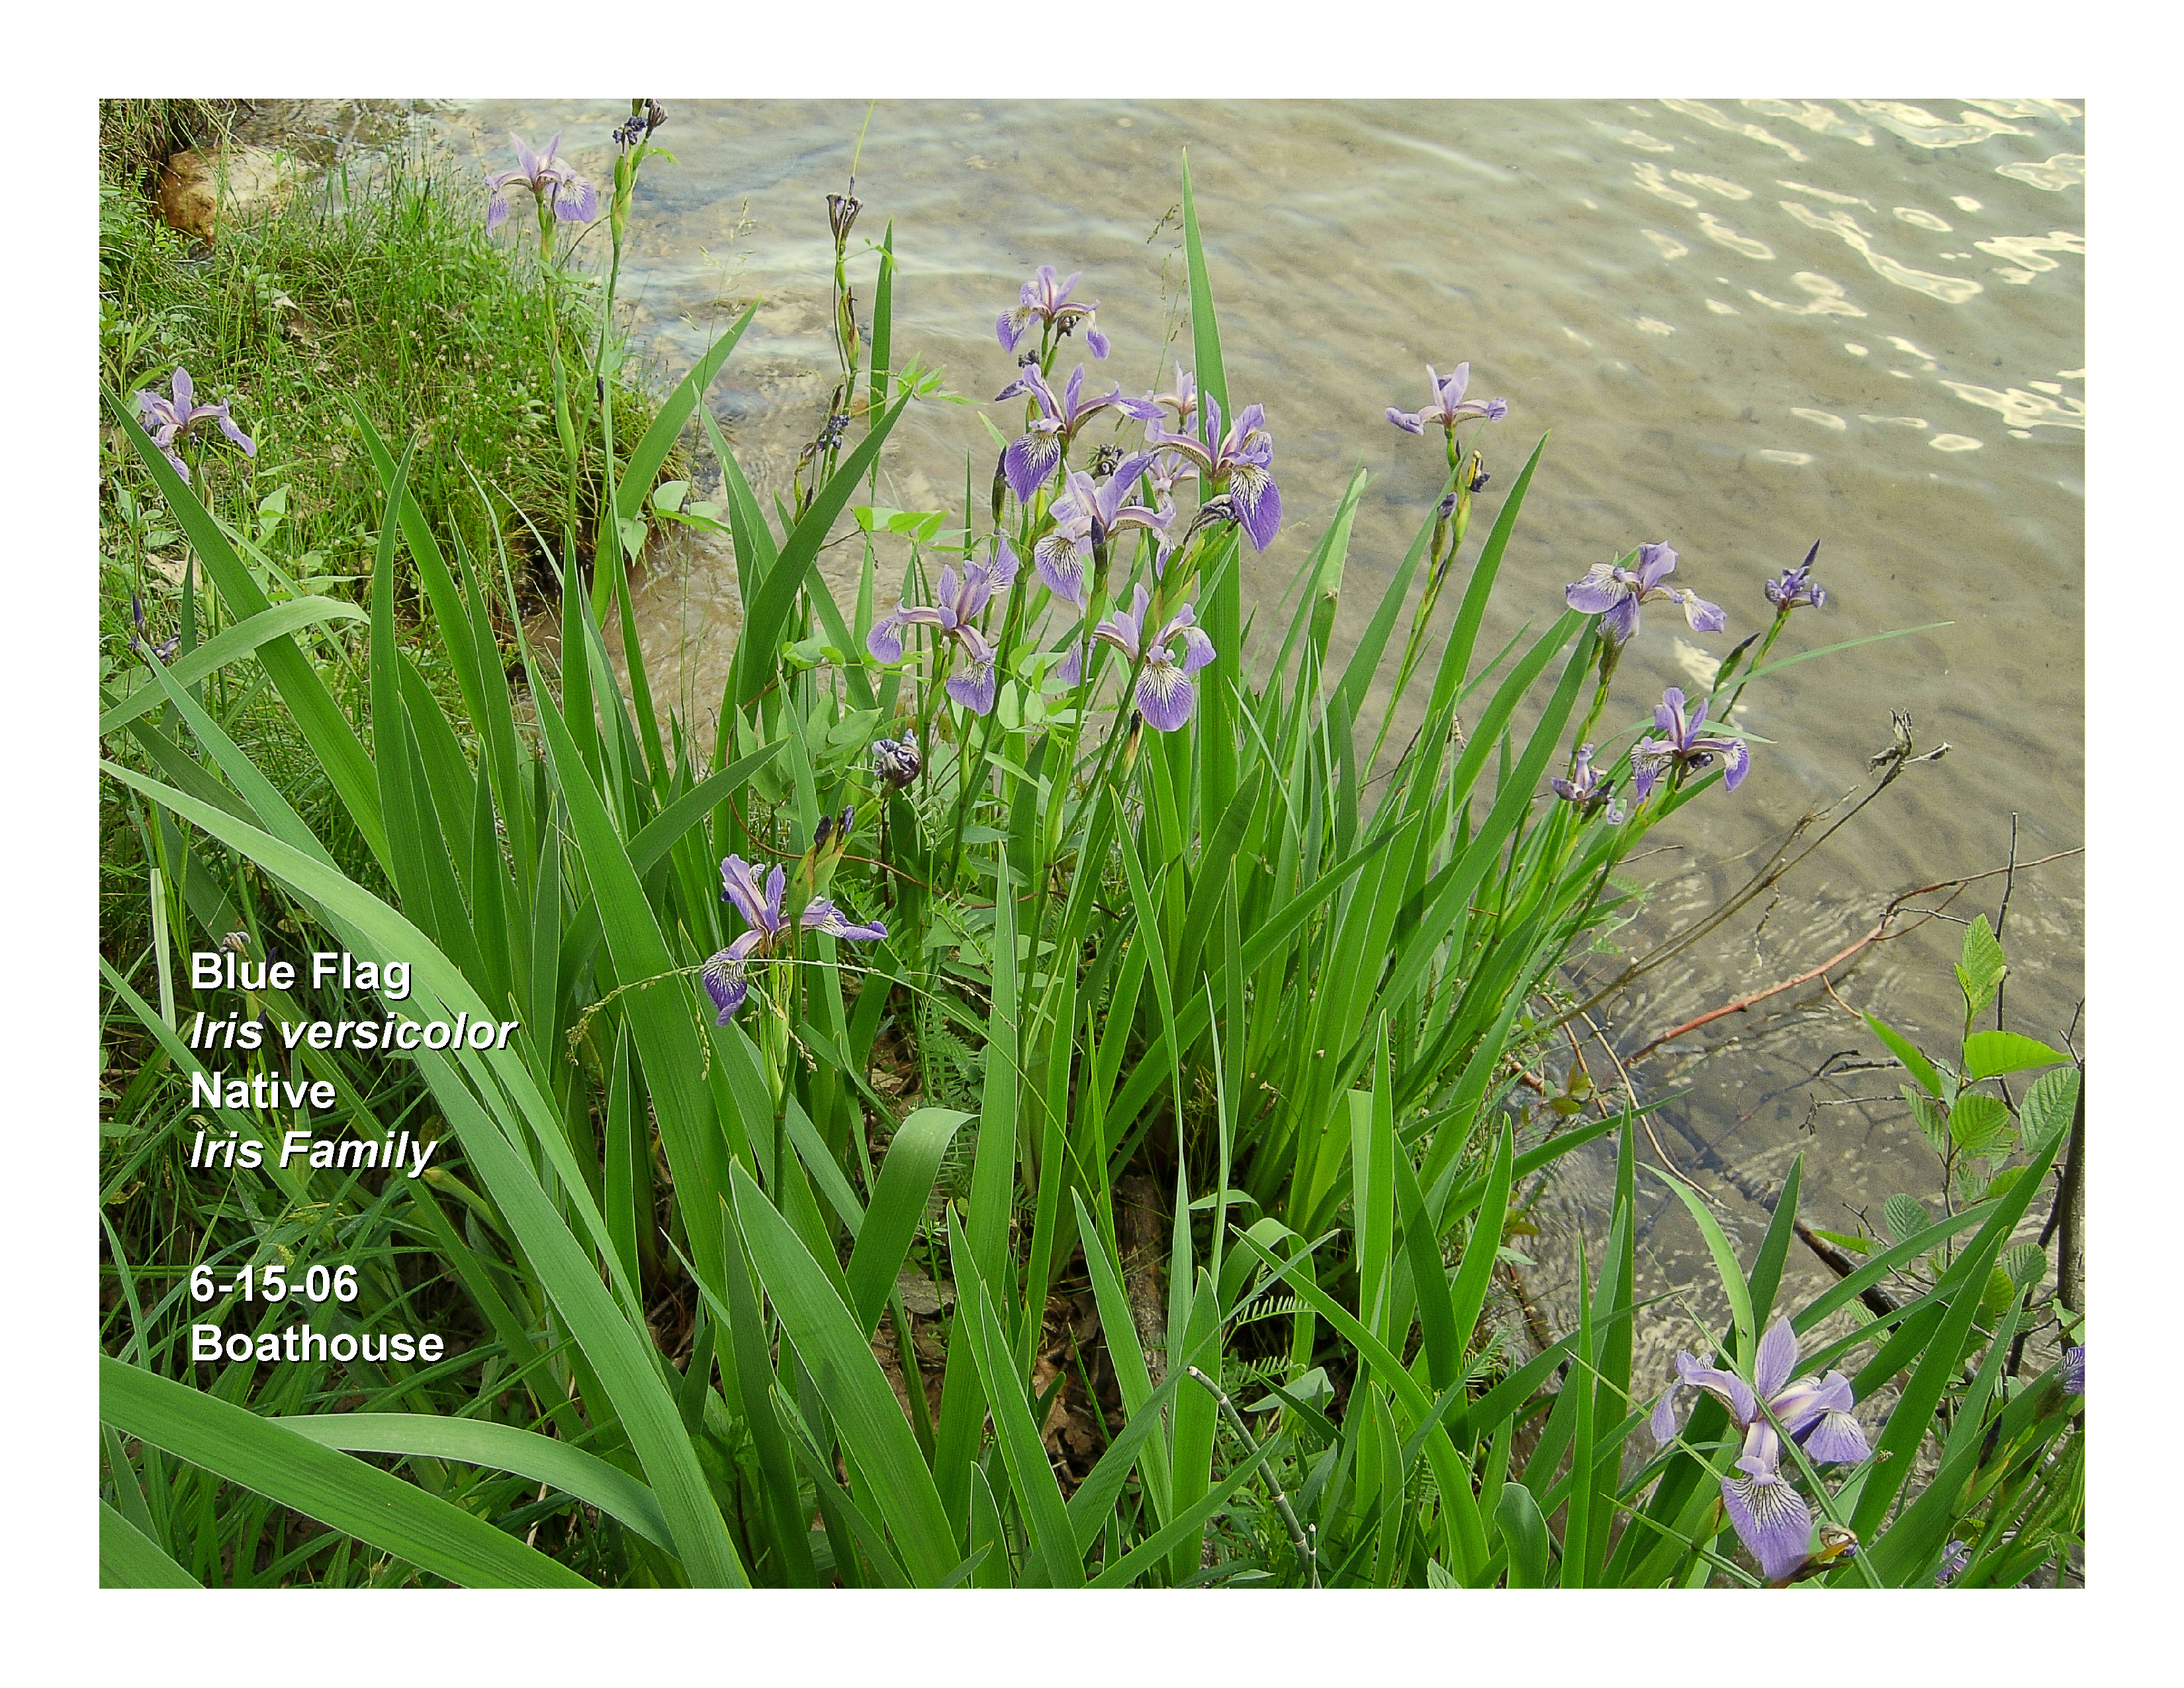 Blue Flag
Iris versicolor
Native
Iris Family
6-15-06
Boathouse